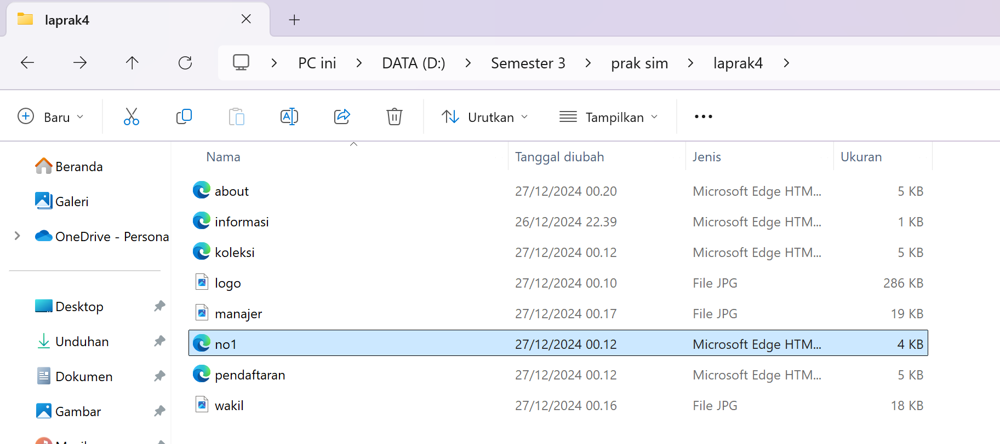 laprak4
PC ini > DATA (D:) > Semester 3 > prak sim > laprak4 >
Baru Urutkan Tampilkan
Nama Tanggal diubah Jenis Ukuran
Beranda
Galeri
OneDrive - Persona
Desktop
Unduhan
Dokumen
Gambar
about 27/12/2024 00.20 Microsoft Edge HTM... 5 KB
informasi 26/12/2024 22.39 Microsoft Edge HTM... 1 KB
koleksi 27/12/2024 00.12 Microsoft Edge HTM... 5 KB
logo 27/12/2024 00.10 File JPG 286 KB
manajer 27/12/2024 00.17 File JPG 19 KB
no1 27/12/2024 00.12 Microsoft Edge HTM... 4 KB
pendaftaran 27/12/2024 00.12 Microsoft Edge HTM... 5 KB
wakil 27/12/2024 00.16 File JPG 18 KB